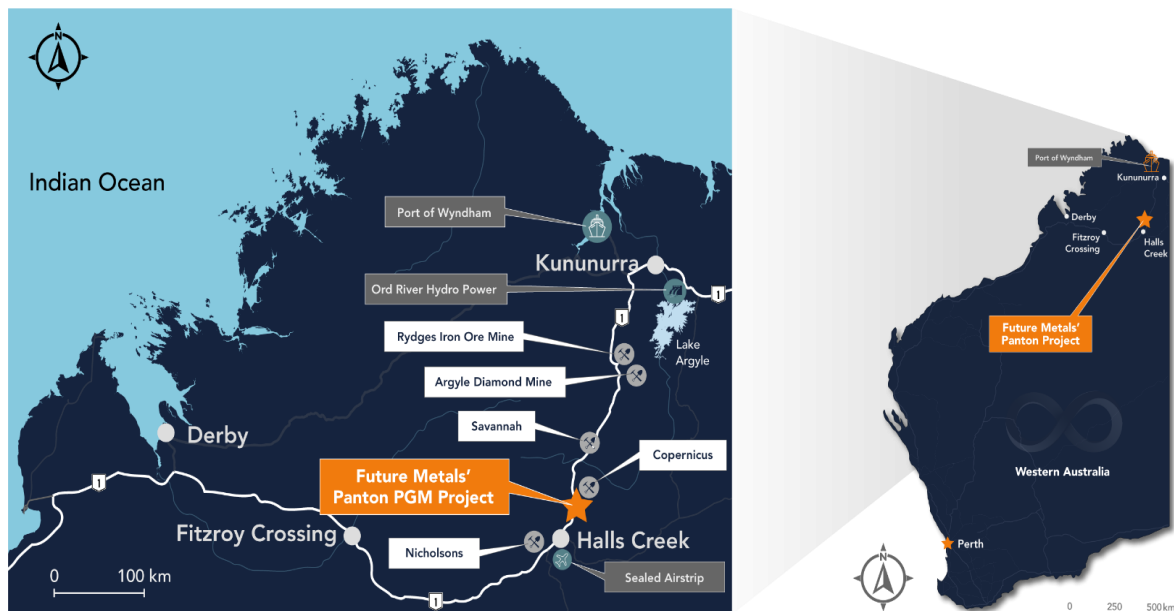 N
Indian Ocean
Port of Wyndham
Kununurra
Ord River Hydro Power
1
1
Rydges Iron Ore Mine
Lake
Argyle
Argyle Diamond Mine
Savannah
Derby
Copernicus
Future Metals'
Panton PGM Project
1
Fitzroy Crossing
Nicholsons
Halls Creek
Sealed Airstrip
0
100 km
1
Port of Wyndham
Kununurra
Derby
Fitzroy
Crossing
Halls
Creek
Future Metals'
Panton Project
Western Australia
Perth
N
0
250
500km